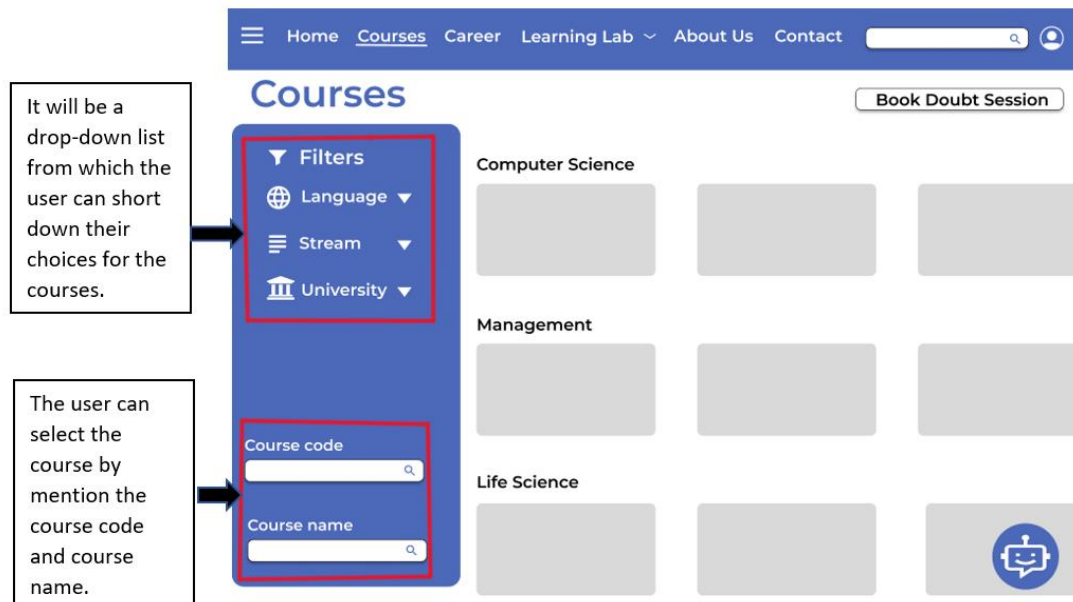 Home Courses Career Learning Lab About Us Contact
Courses
Book Doubt Session
It will be a
drop-down list
from which the
user can short
down their
choices for the
courses.
Filters
Language
Stream
University
Computer Science
Management
The user can
select the
course by
mention the
course code
and course
name.
Course code
Course name
Life Science